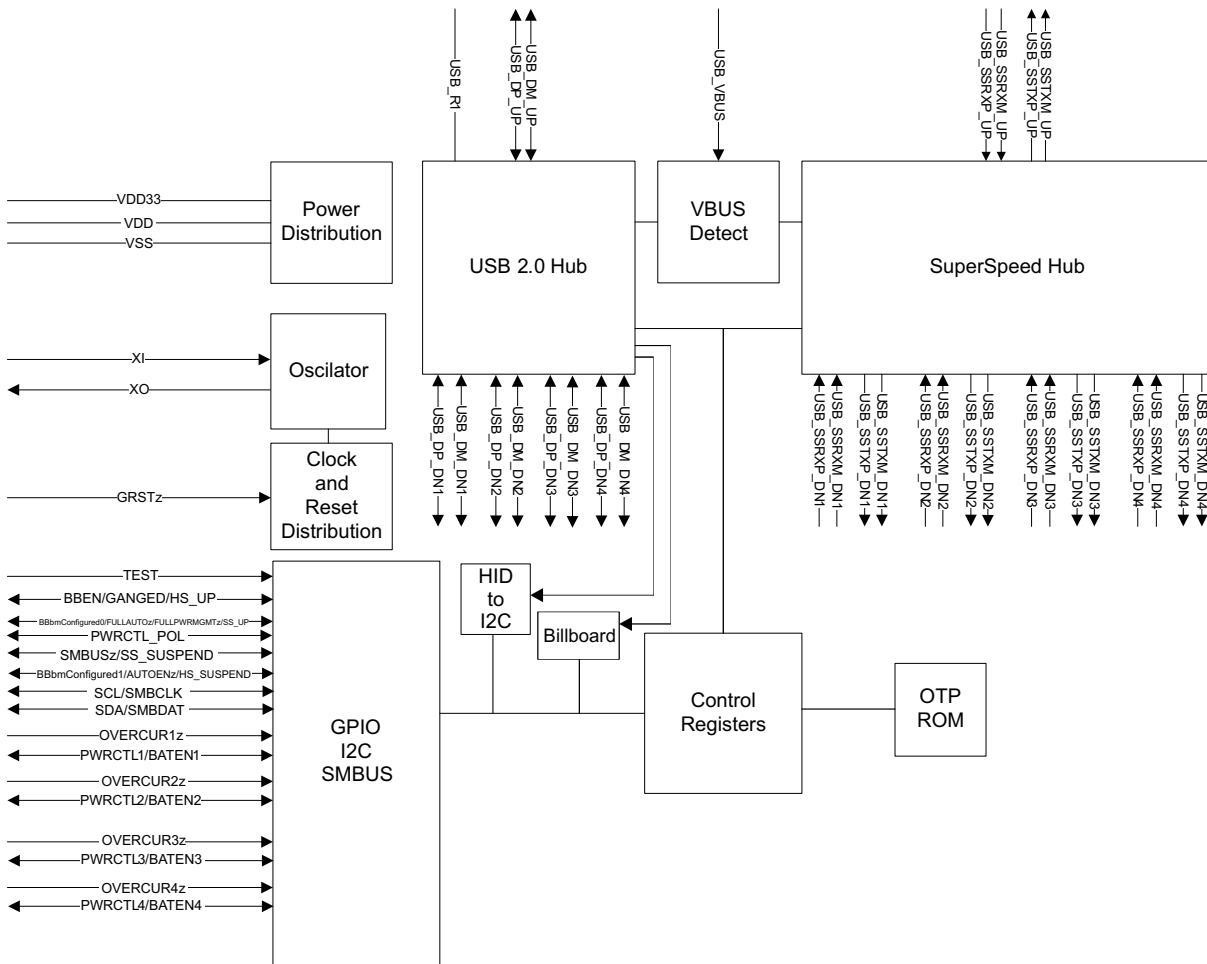 USB_R1
USB_DP_UP
USB_DM_UP
USB_VBUS
USB_SSRXP_UP
USB_SSRXM_UP
USB_SSTXP_UP
USB_SSTXM_UP
VDD33
VDD
VSS
Power
Distribution
USB 2.0 Hub
VBUS
Detect
SuperSpeed Hub
XI
XO
Oscilator
GRSTz
Clock
and
Reset
Distribution
USB_DP_DN1
USB_DM_DN1
USB_DP_DN2
USB_DM_DN2
USB_DP_DN3
USB_DM_DN3
USB_DP_DN4
USB_DM_DN4
USB_SSRXP_DN1
USB_SSRXM_DN1
USB_SSTXP_DN1
USB_SSTXM_DN1
USB_SSRXP_DN2
USB_SSRXM_DN2
USB_SSTXP_DN2
USB_SSTXM_DN2
USB_SSRXP_DN3
USB_SSRXM_DN3
USB_SSTXP_DN3
USB_SSTXM_DN3
USB_SSRXP_DN4
USB_SSRXM_DN4
USB_SSTXP_DN4
USB_SSTXM_DN4
TEST
BBEN/GANGED/HS_UP
BBbmConfigured0/FULLAUTOz/FULLPWRMGMTz/SS_UP
PWRCTL_POL
SMBUSz/SS_SUSPEND
BBbmConfigured1/AUTOENz/HS_SUSPEND
SCL/SMBCLK
SDA/SMBDAT
OVERCUR1z
PWRCTL1/BATEN1
OVERCUR2z
PWRCTL2/BATEN2
OVERCUR3z
PWRCTL3/BATEN3
OVERCUR4z
PWRCTL4/BATEN4
GPIO
I2C
SMBUS
HID
to
I2C
Billboard
Control
Registers
OTP
ROM